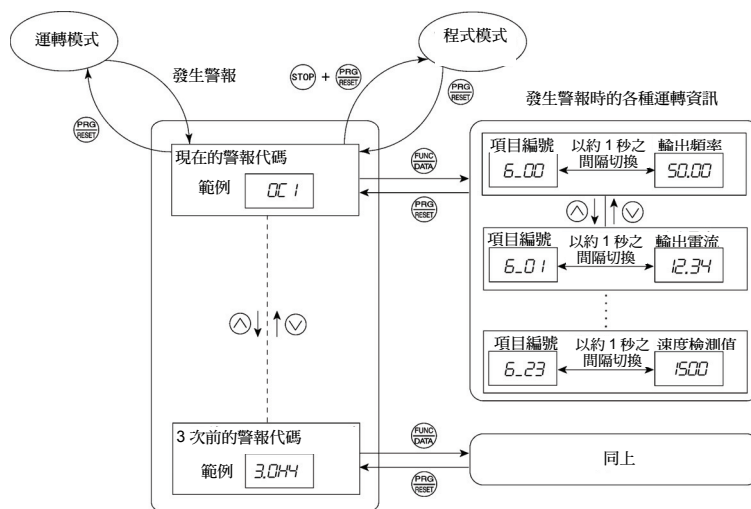 運轉模式
程式模式
發生警報
STOP + PRG RESET
PRG RESET
PRG RESET
發生警報時的各種運轉資訊
現在的警報代碼
範例 OC1
FUNC DATA
PRG RESET
項目編號 以約 1 秒之間隔切換 輸出頻率
6_00 50.00
項目編號 以約 1 秒之間隔切換 輸出電流
6_01 12.34
項目編號 以約 1 秒之間隔切換 速度檢測值
6_23 1500
3 次前的警報代碼
範例 3.OH4
FUNC DATA
PRG RESET
同上